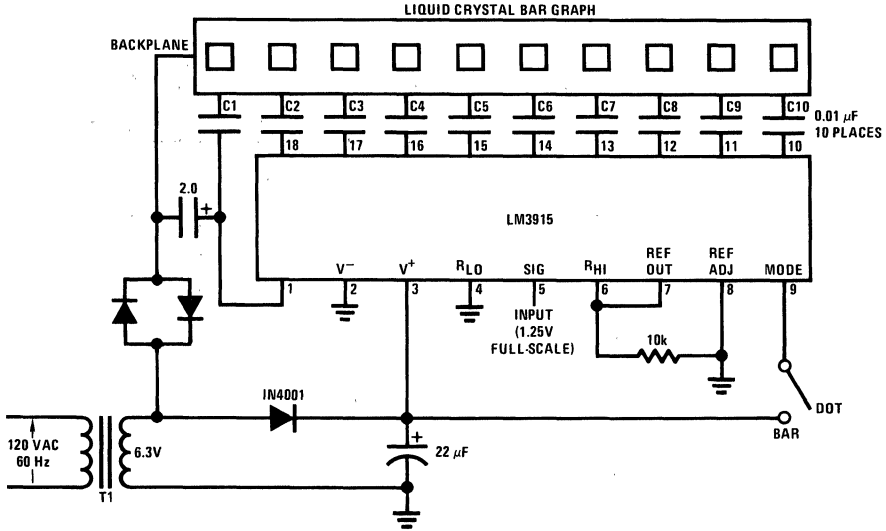 LIQUID CRYSTAL BAR GRAPH
BACKPLANE
C1 C2 C3 C4 C5 C6 C7 C8 C9 C10
0.01 μF
10 PLACES
18 17 16 15 14 13 12 11 10
2.0
+
LM3915
V− V+ RLO SIG RHI REF OUT REF ADJ MODE
1 2 3 4 5 6 7 8 9
INPUT
(1.25V
FULL-SCALE)
10k
IN4001
DOT
BAR
120 VAC
60 Hz
6.3V
+
22 μF
T1